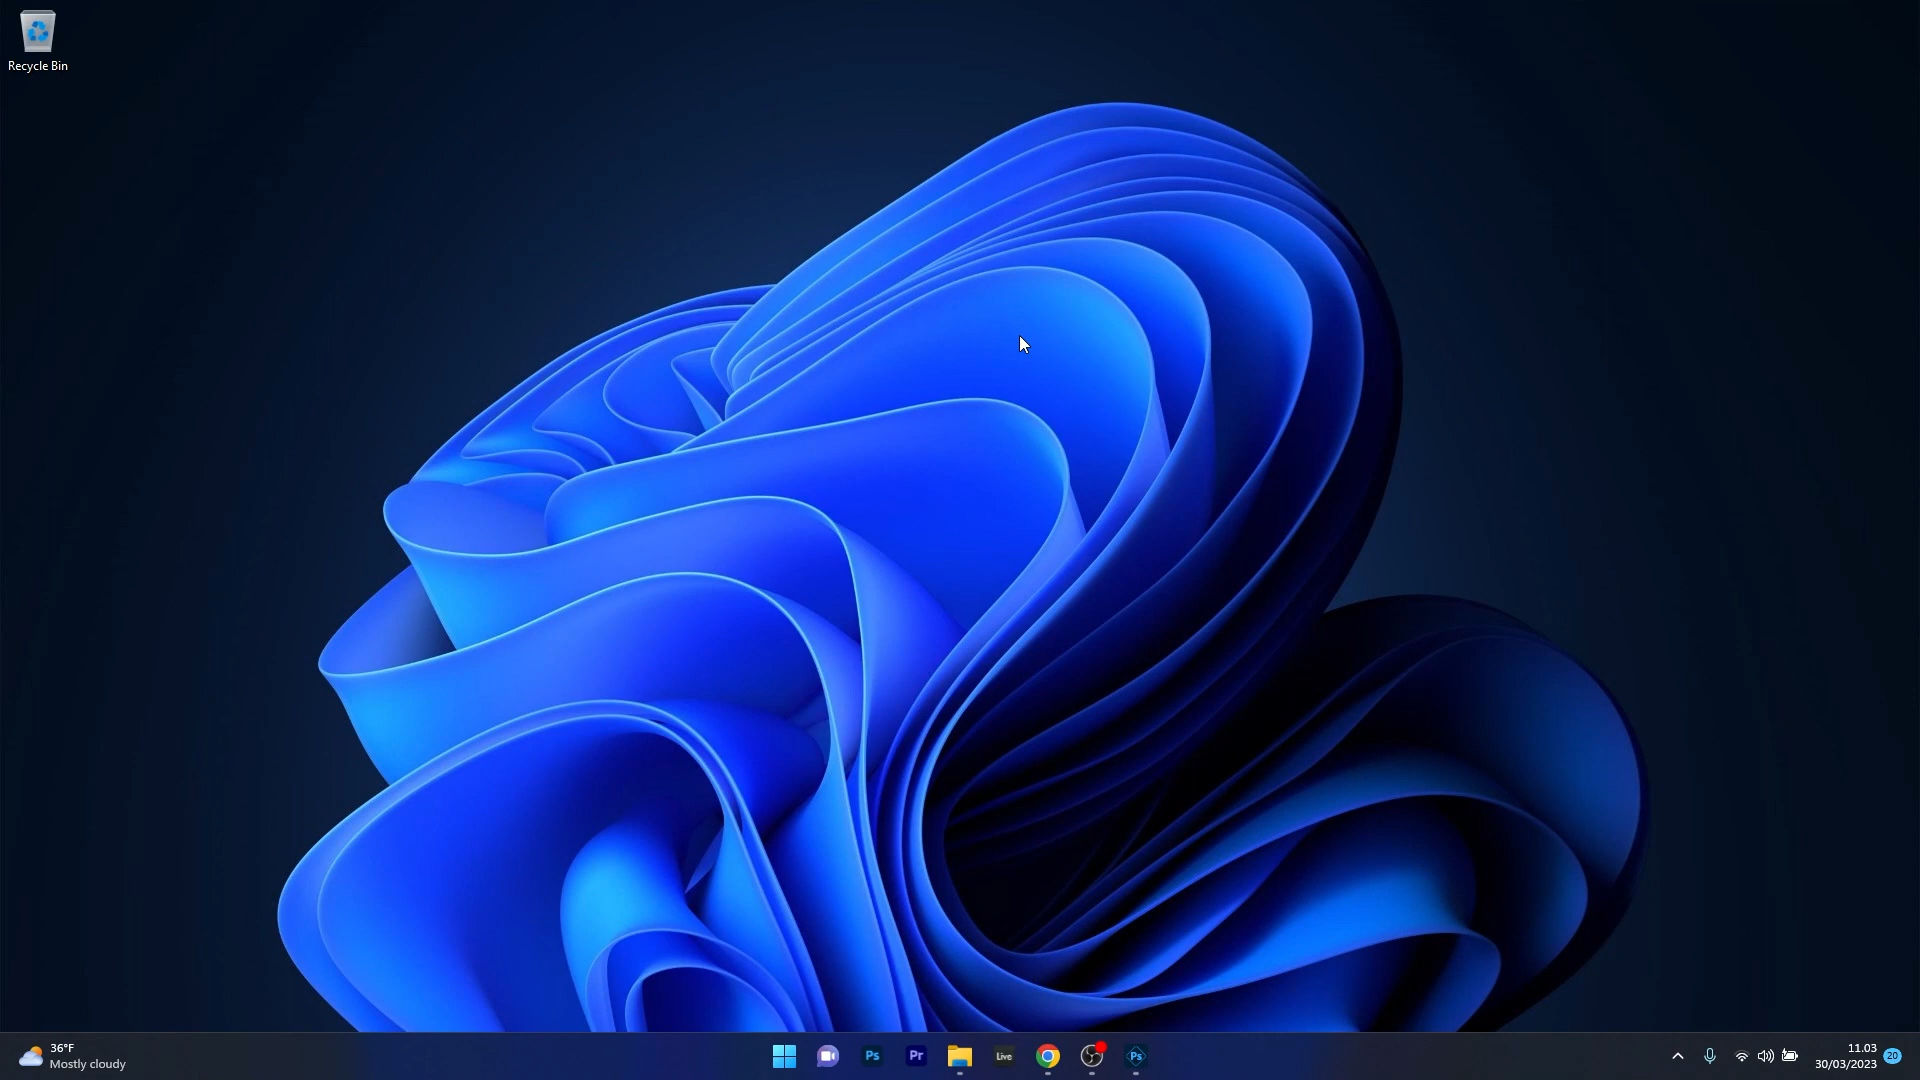 Recycle Bin
36°F
Mostly cloudy
Ps
Pr
Live
Ps
11.03
30/03/2023
20